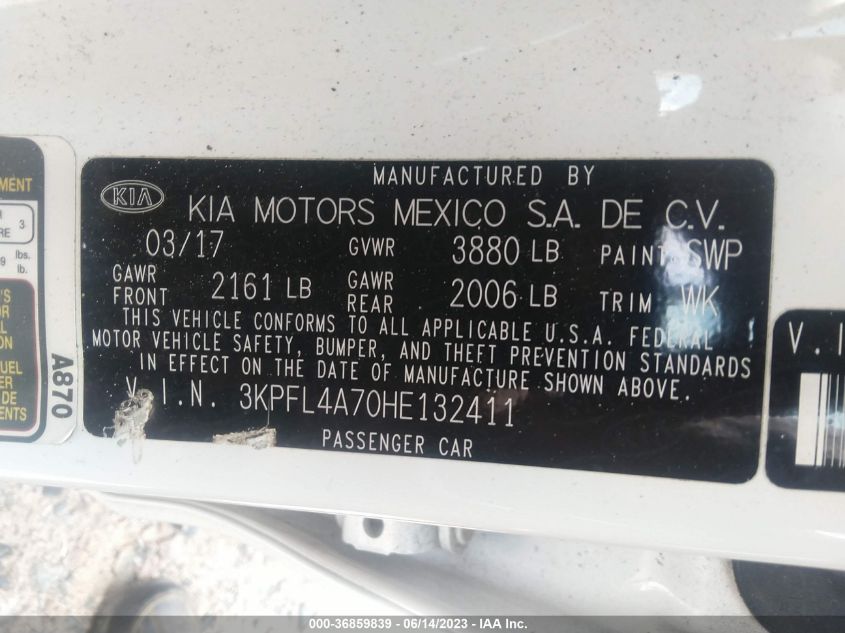 MANUFACTURED BY
KIA KIA MOTORS MEXICO S.A. DE C.V.
03/17 GVWR 3880 LB PAINT SWP
GAWR FRONT 2161 LB GAWR REAR 2006 LB TRIM WK
THIS VEHICLE CONFORMS TO ALL APPLICABLE U.S.A. FEDERAL
MOTOR VEHICLE SAFETY, BUMPER, AND THEFT PREVENTION STANDARDS
IN EFFECT ON THE DATE OF MANUFACTURE SHOWN ABOVE.
V.I.N. 3KPFL4A70HE132411
PASSENGER CAR
A870
lbs.
lb.
000-36859839 - 06/14/2023 - IAA Inc.